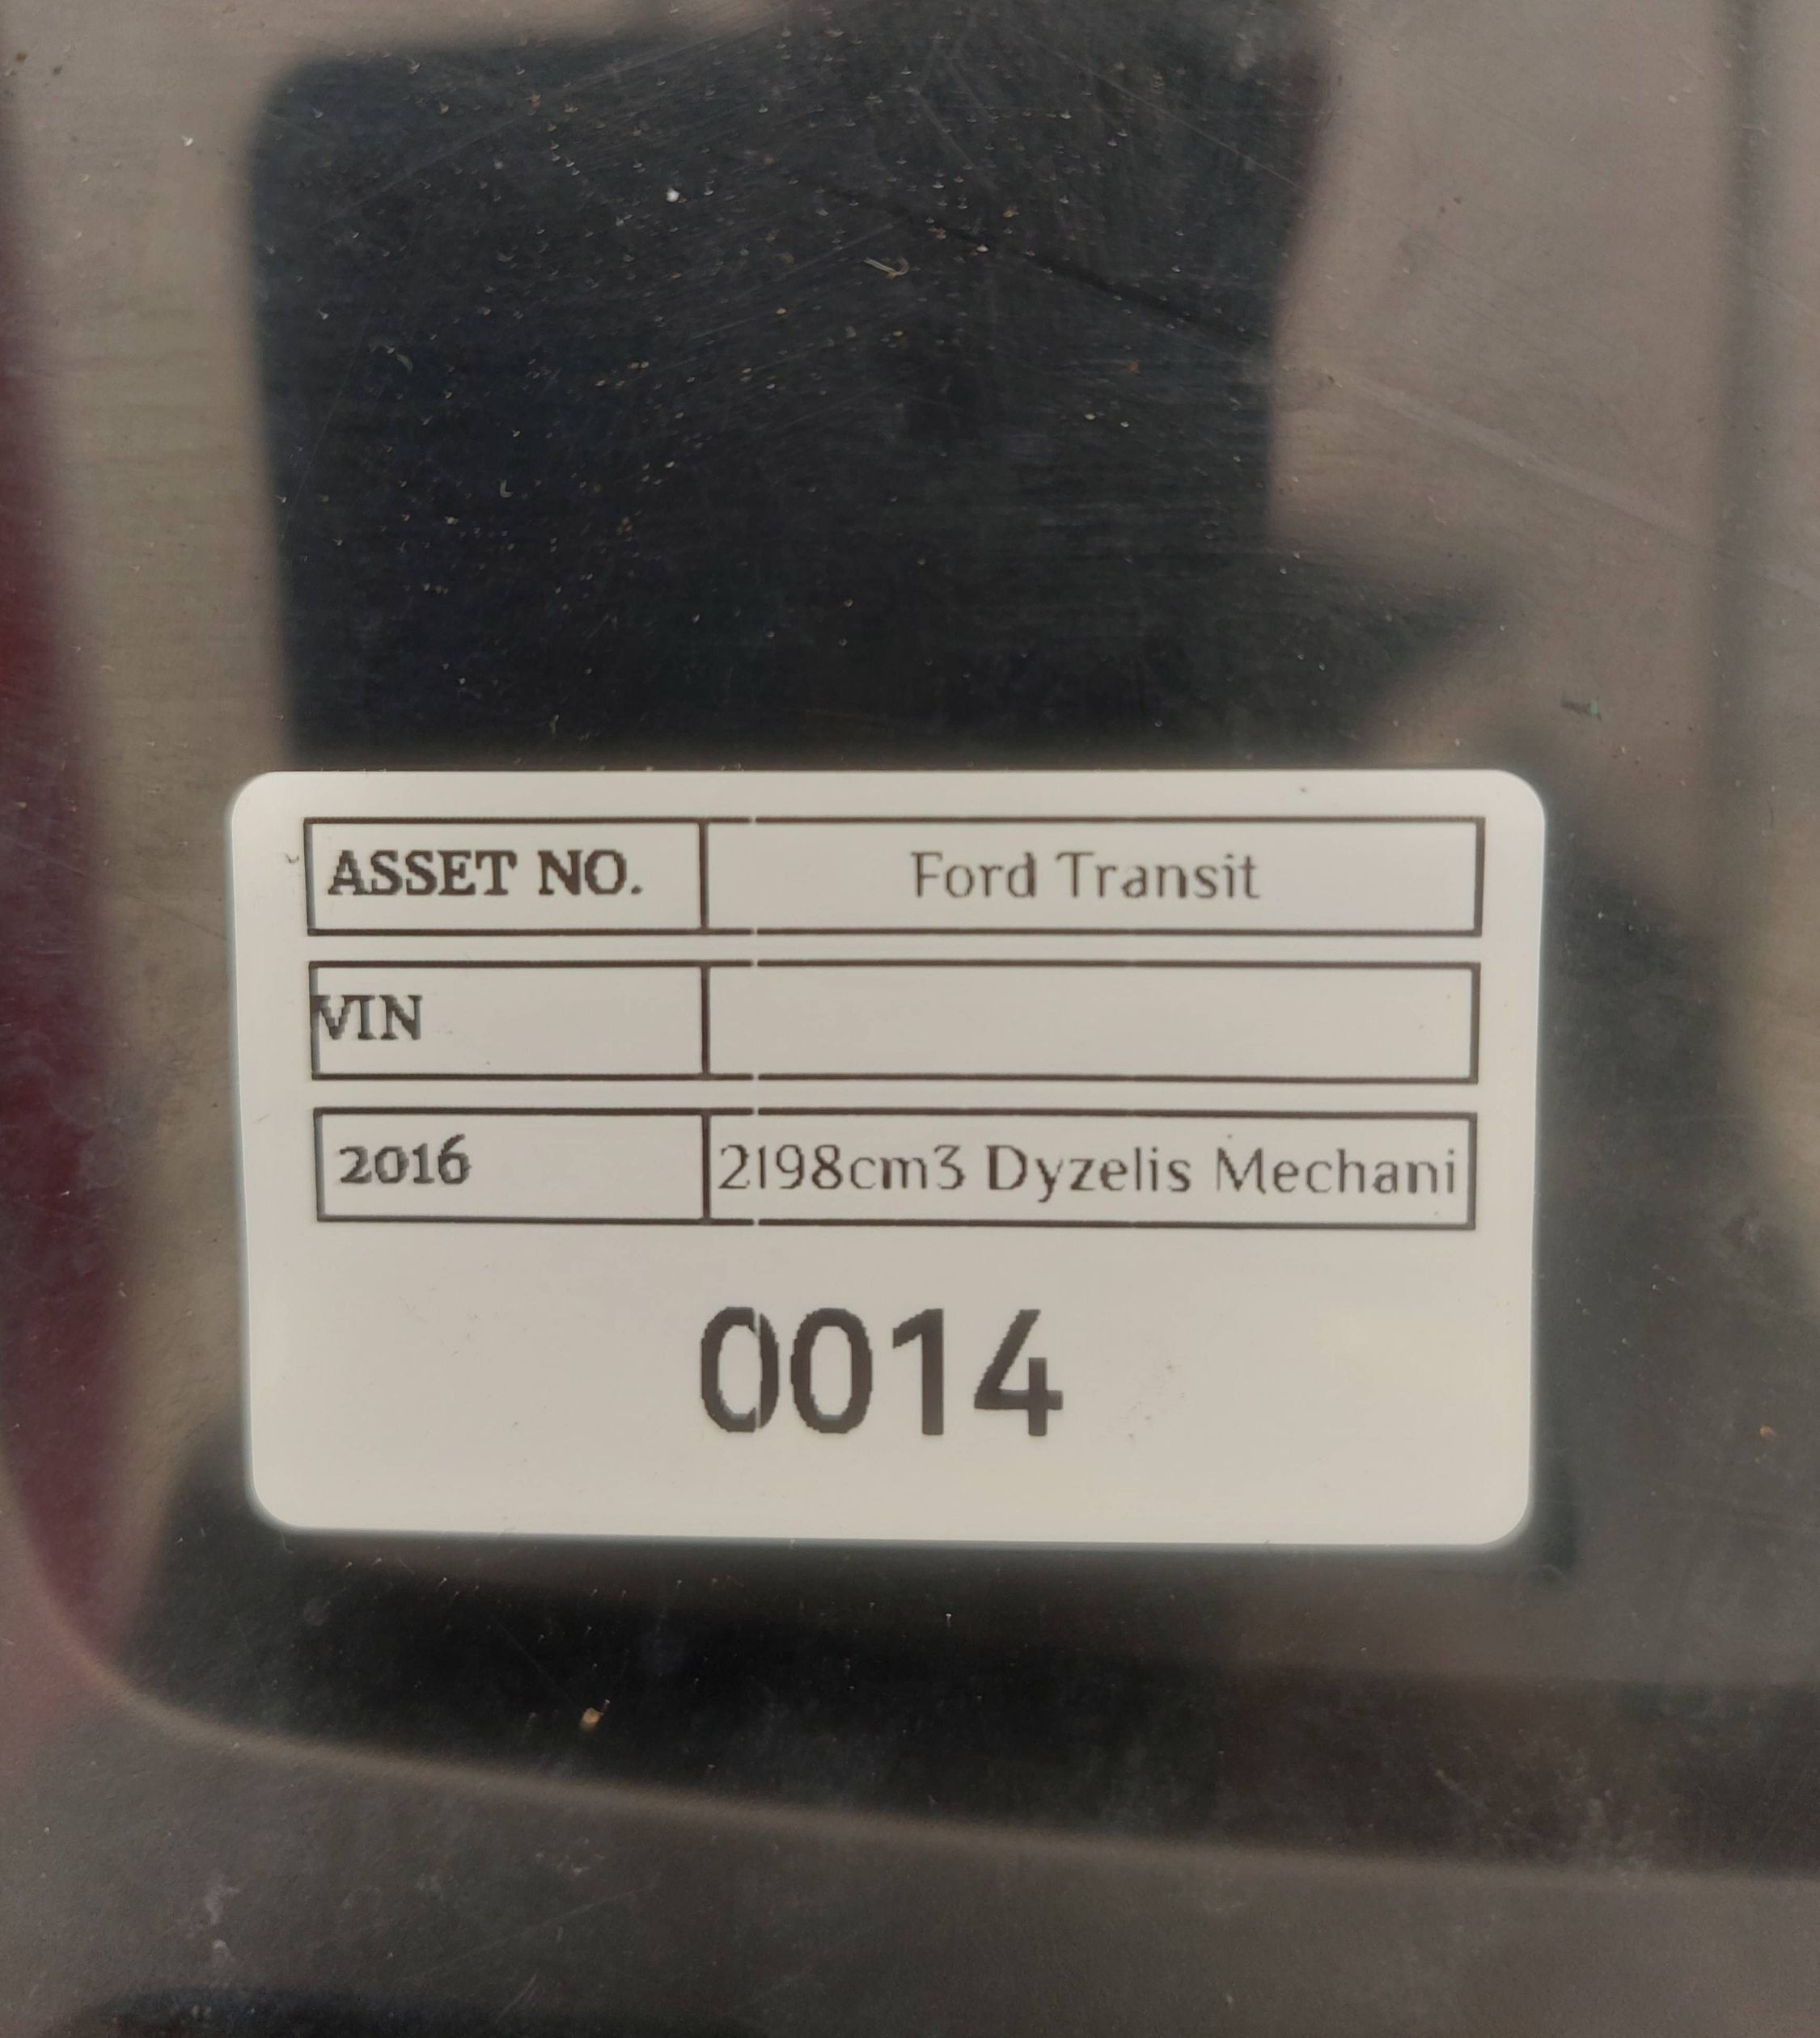 ASSET NO. Ford Transit
VIN
2016 2198cm3 Dyzelis Mechani
0014